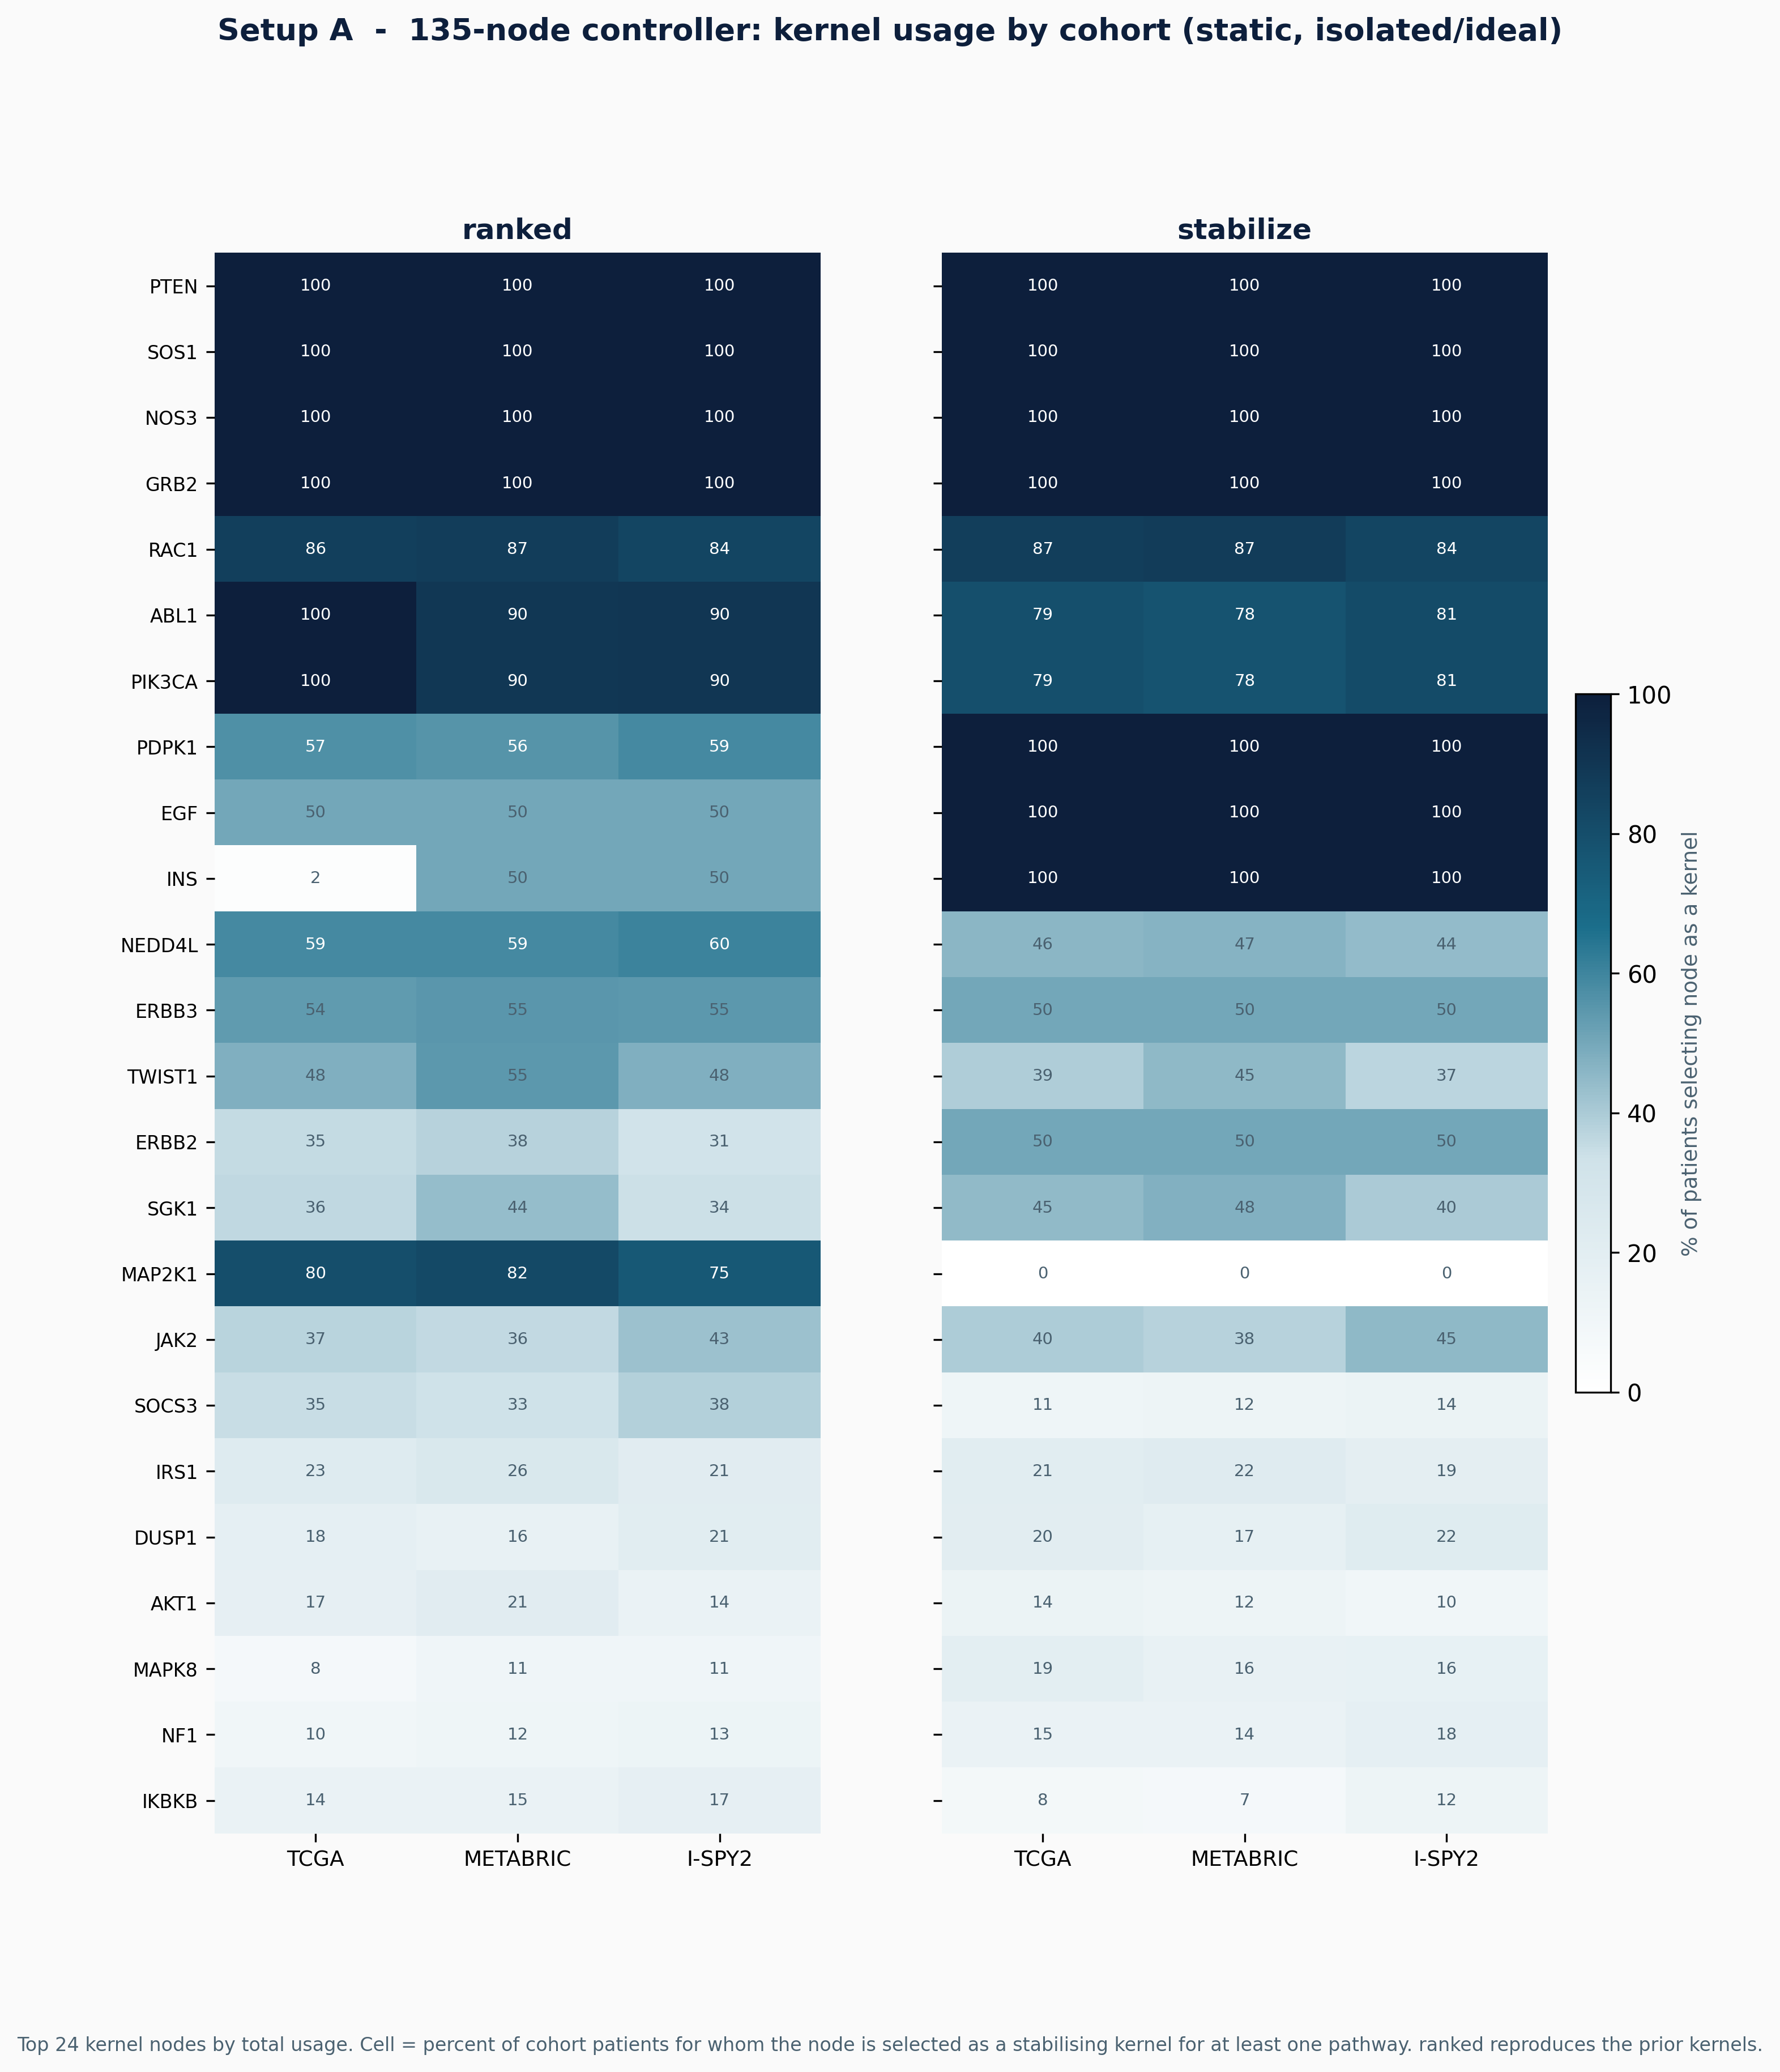 Setup A - 135-node controller: kernel usage by cohort (static, isolated/ideal)
ranked
stabilize
PTEN 100 100 100 100 100 100
SOS1 100 100 100 100 100 100
NOS3 100 100 100 100 100 100
GRB2 100 100 100 100 100 100
RAC1 86 87 84 87 87 84
ABL1 100 90 90 79 78 81
PIK3CA 100 90 90 79 78 81
PDPK1 57 56 59 100 100 100
EGF 50 50 50 100 100 100
INS 2 50 50 100 100 100
NEDD4L 59 59 60 46 47 44
ERBB3 54 55 55 50 50 50
TWIST1 48 55 48 39 45 37
ERBB2 35 38 31 50 50 50
SGK1 36 44 34 45 48 40
MAP2K1 80 82 75 0 0 0
JAK2 37 36 43 40 38 45
SOCS3 35 33 38 11 12 14
IRS1 23 26 21 21 22 19
DUSP1 18 16 21 20 17 22
AKT1 17 21 14 14 12 10
MAPK8 8 11 11 19 16 16
NF1 10 12 13 15 14 18
IKBKB 14 15 17 8 7 12
TCGA METABRIC I-SPY2 TCGA METABRIC I-SPY2
100
80
60
40
20
0
% of patients selecting node as a kernel
Top 24 kernel nodes by total usage. Cell = percent of cohort patients for whom the node is selected as a stabilising kernel for at least one pathway. ranked reproduces the prior kernels.